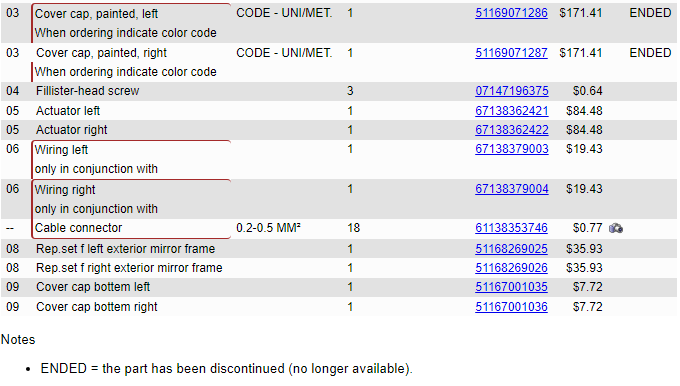 03 Cover cap, painted, left CODE - UNI/MET. 1 51169071286 $171.41 ENDED
When ordering indicate color code
03 Cover cap, painted, right CODE - UNI/MET. 1 51169071287 $171.41 ENDED
When ordering indicate color code
04 Fillister-head screw 3 07147196375 $0.64
05 Actuator left 1 67138362421 $84.48
05 Actuator right 1 67138362422 $84.48
06 Wiring left 1 67138379003 $19.43
only in conjunction with
06 Wiring right 1 67138379004 $19.43
only in conjunction with
-- Cable connector 0.2-0.5 MM² 18 61138353746 $0.77
08 Rep.set f left exterior mirror frame 1 51168269025 $35.93
08 Rep.set f right exterior mirror frame 1 51168269026 $35.93
09 Cover cap bottem left 1 51167001035 $7.72
09 Cover cap bottem right 1 51167001036 $7.72
Notes
• ENDED = the part has been discontinued (no longer available).